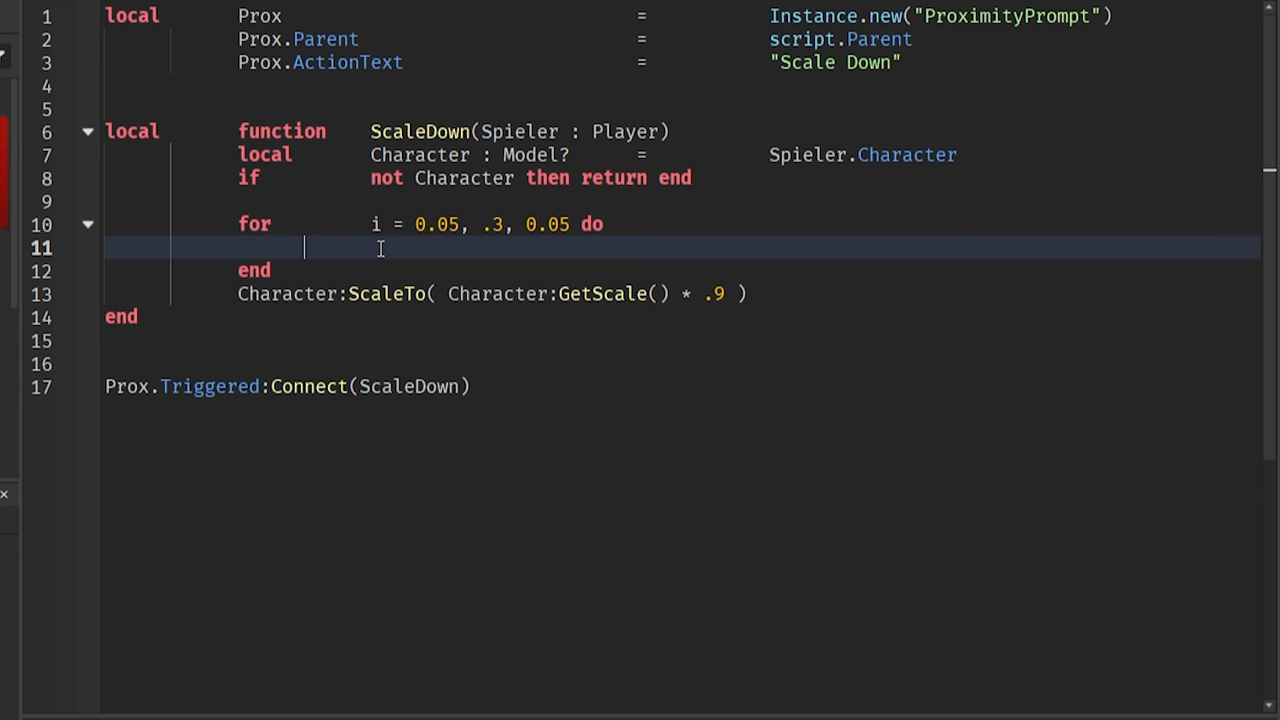 1 local Prox = Instance.new("ProximityPrompt")
2 Prox.Parent = script.Parent
3 Prox.ActionText = "Scale Down"
4
5
6 local function ScaleDown(Spieler : Player)
7 local Character : Model? = Spieler.Character
8 if not Character then return end
9
10 for i = 0.05, .3, 0.05 do
11
12 end
13 Character:ScaleTo( Character:GetScale() * .9 )
14 end
15
16
17 Prox.Triggered:Connect(ScaleDown)